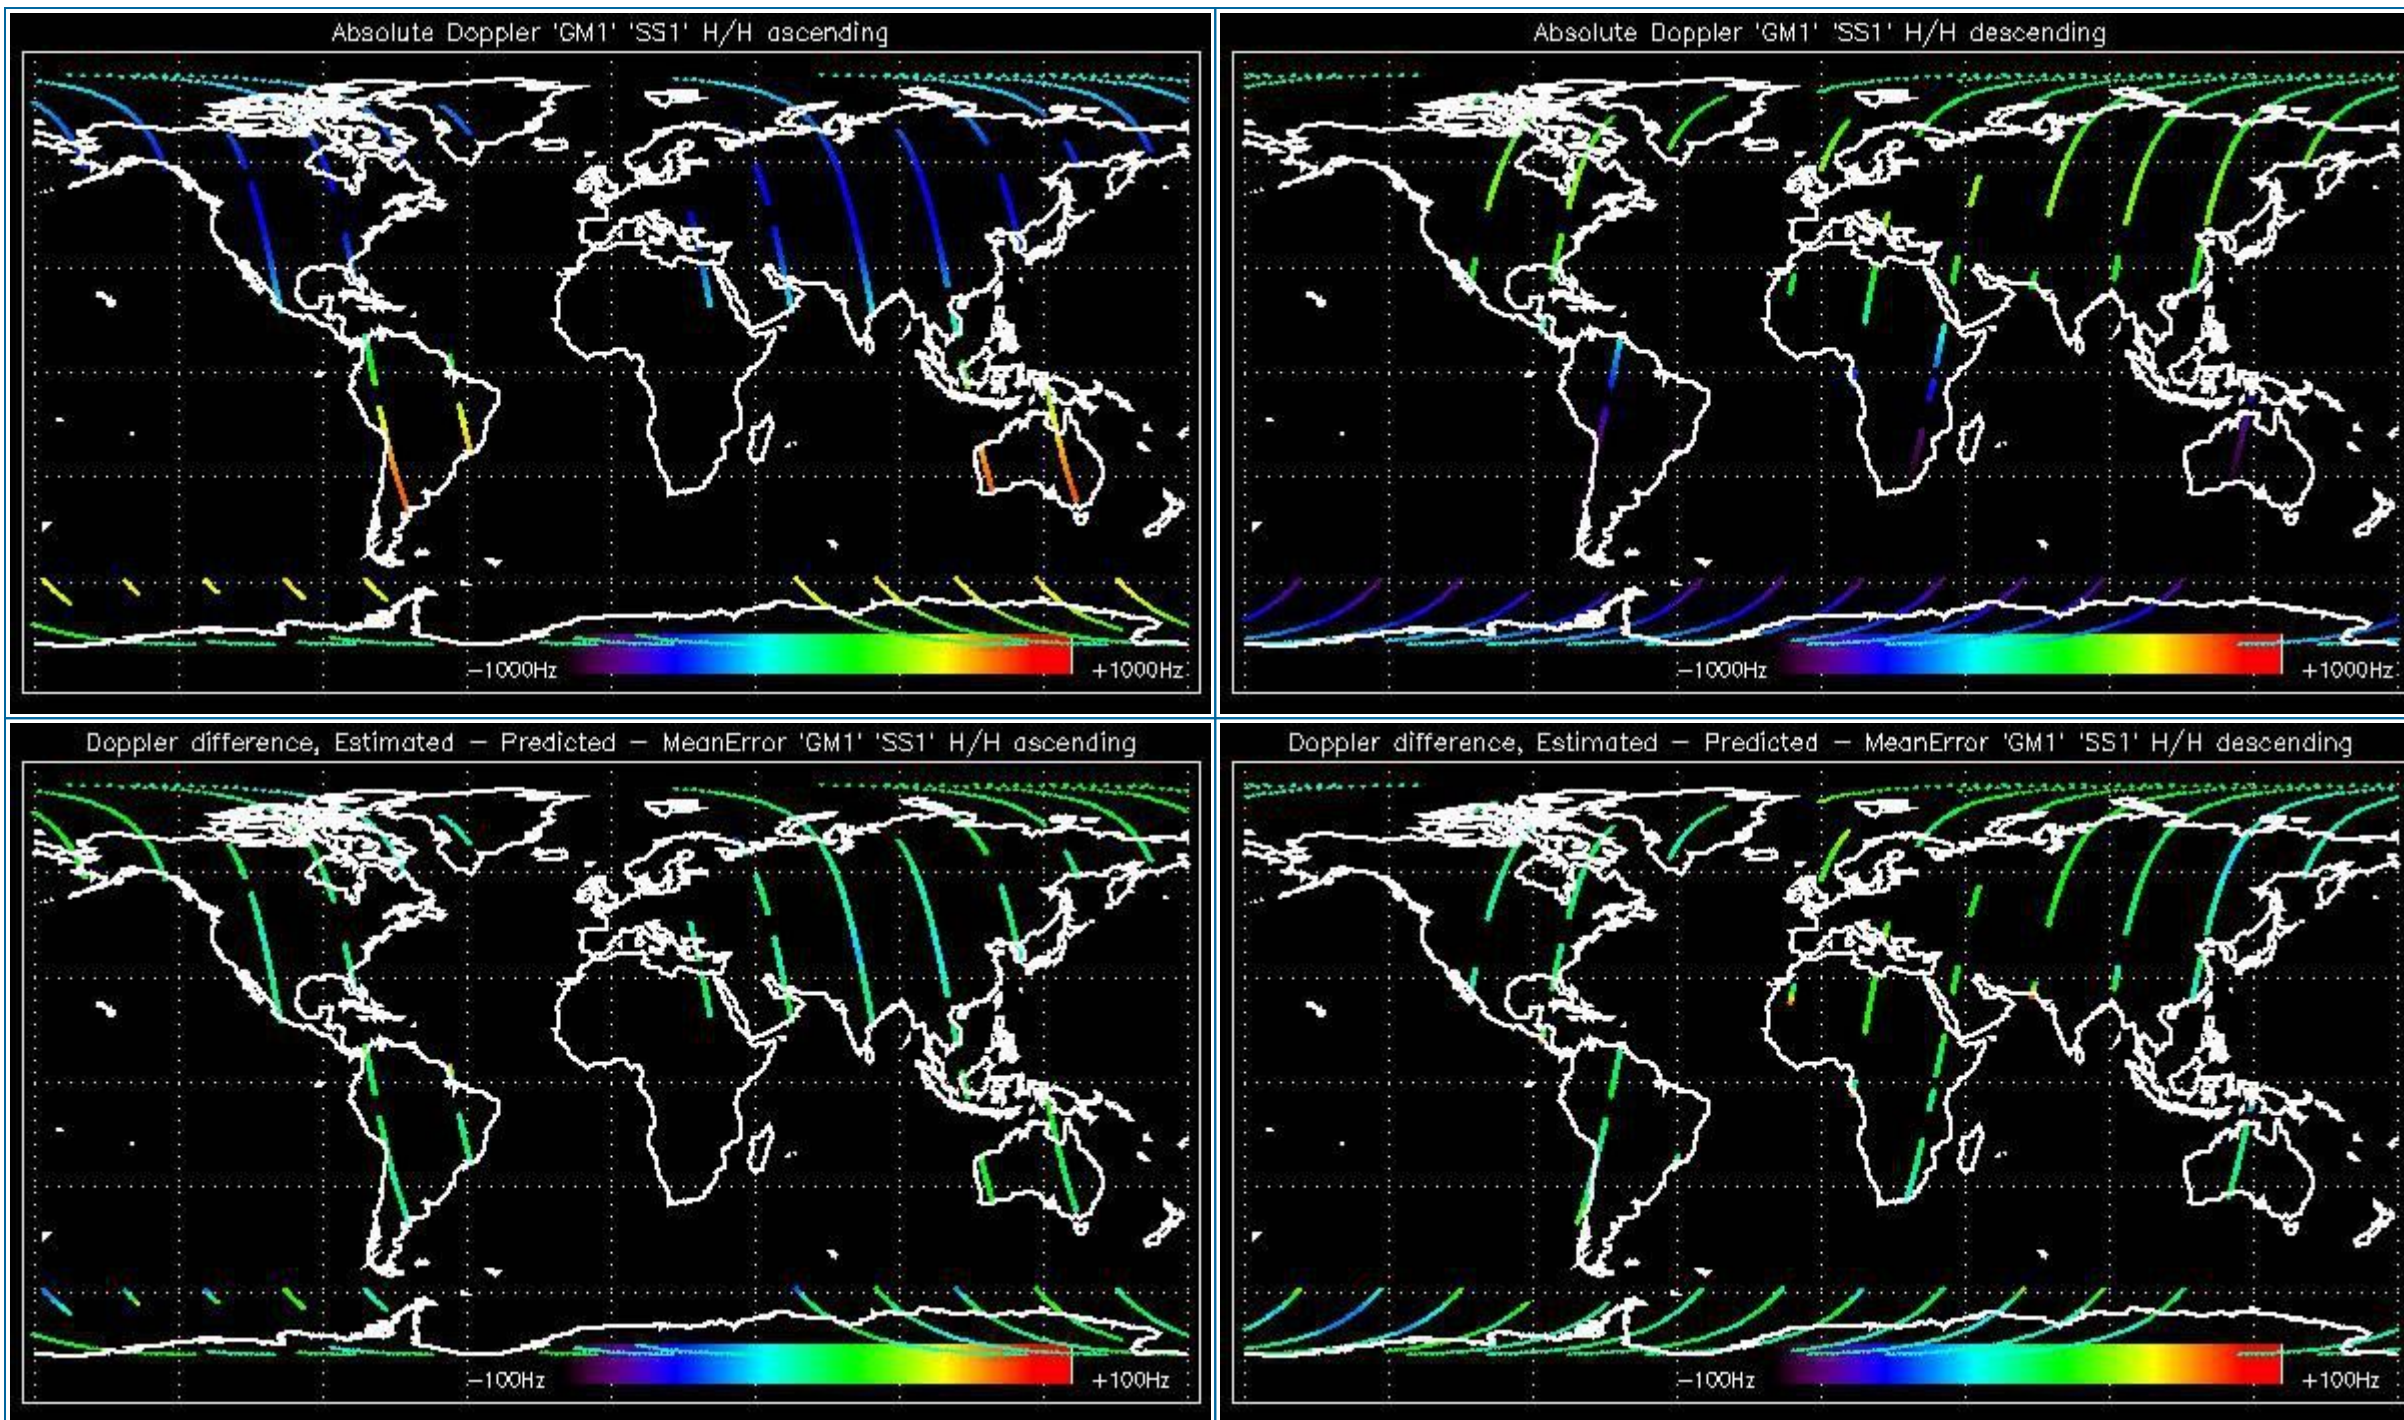 Absolute Doppler 'GM1' 'SS1' H/H ascending
-1000Hz +1000Hz
Absolute Doppler 'GM1' 'SS1' H/H descending
-1000Hz +1000Hz
Doppler difference, Estimated - Predicted - MeanError 'GM1' 'SS1' H/H ascending
-100Hz +100Hz
Doppler difference, Estimated - Predicted - MeanError 'GM1' 'SS1' H/H descending
-100Hz +100Hz